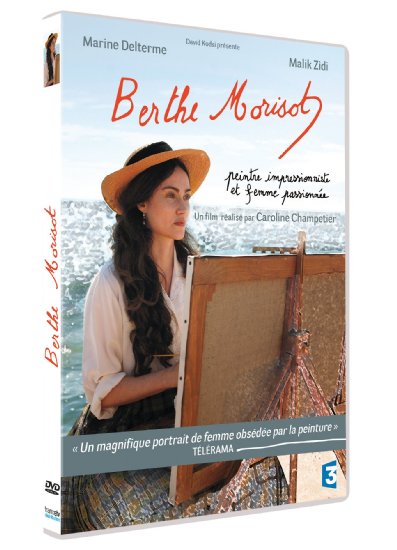 Marine Delterme
David Kodsi présente
Malik Zidi
Berthe Morisot
peintre impressionniste
et femme passionnée
Un film réalisé par Caroline Champetier
Berthe Morisot
« Un magnifique portrait de femme obsédée par la peinture »
TÉLÉRAMA
3
DVD